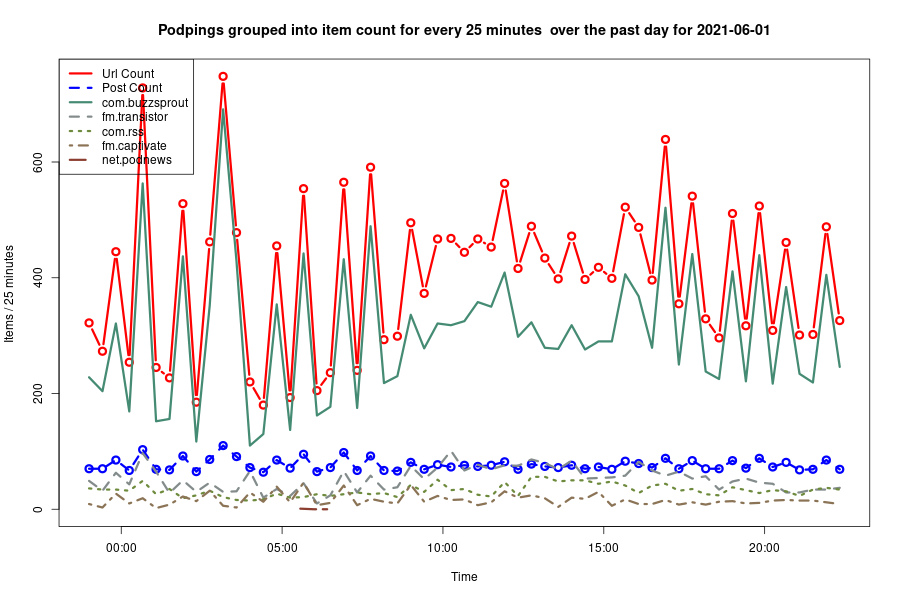 Podpings grouped into item count for every 25 minutes  over the past day for 2021-06-01
Url Count
Post Count
com.buzzsprout
fm.transistor
com.rss
fm.captivate
net.podnews
Items / 25 minutes
600
400
200
0
00:00
05:00
10:00
15:00
20:00
Time